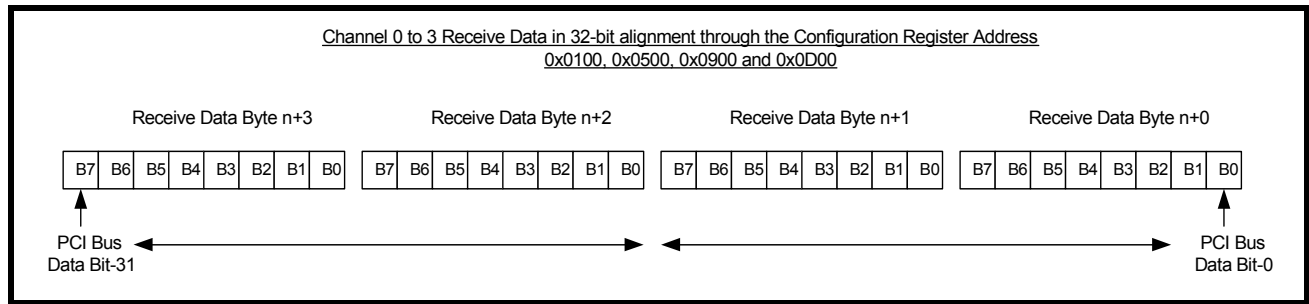 Channel 0 to 3 Receive Data in 32-bit alignment through the Configuration Register Address
0x0100, 0x0500, 0x0900 and 0x0D00
Receive Data Byte n+3 Receive Data Byte n+2 Receive Data Byte n+1 Receive Data Byte n+0
B7 B6 B5 B4 B3 B2 B1 B0 B7 B6 B5 B4 B3 B2 B1 B0 B7 B6 B5 B4 B3 B2 B1 B0 B7 B6 B5 B4 B3 B2 B1 B0
PCI Bus PCI Bus
Data Bit-31 Data Bit-0